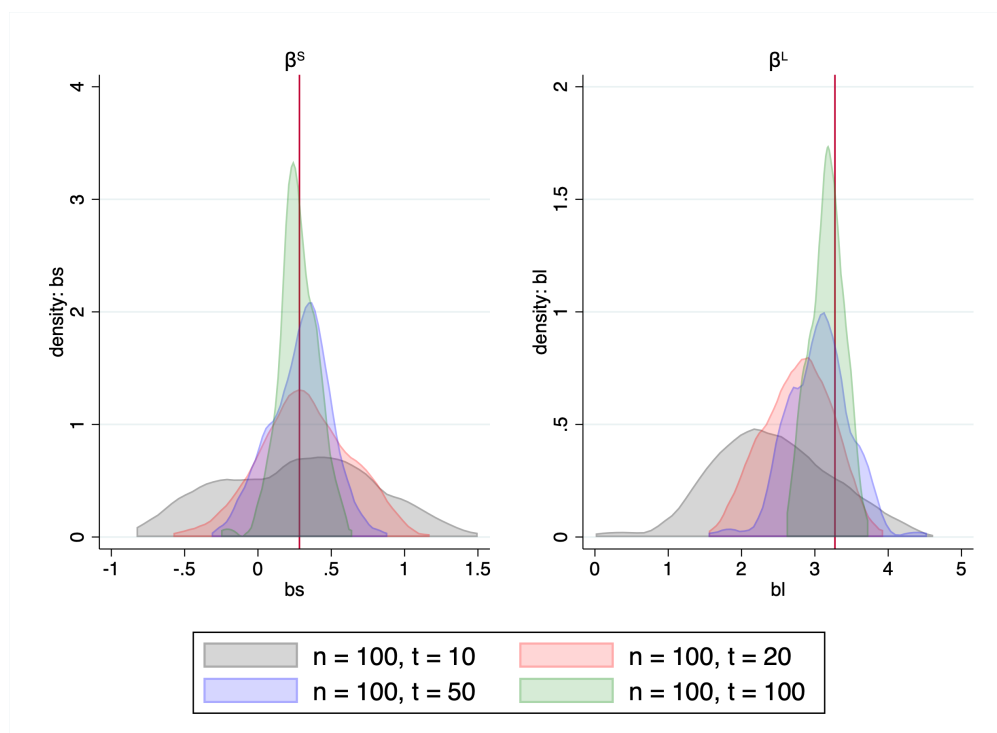 βˢ
density: bs
4
3
2
1
0
-1 -.5 0 .5 1 1.5
bs
βᴸ
density: bl
2
1.5
1
.5
0
0 1 2 3 4 5
bl
n = 100, t = 10 n = 100, t = 20
n = 100, t = 50 n = 100, t = 100